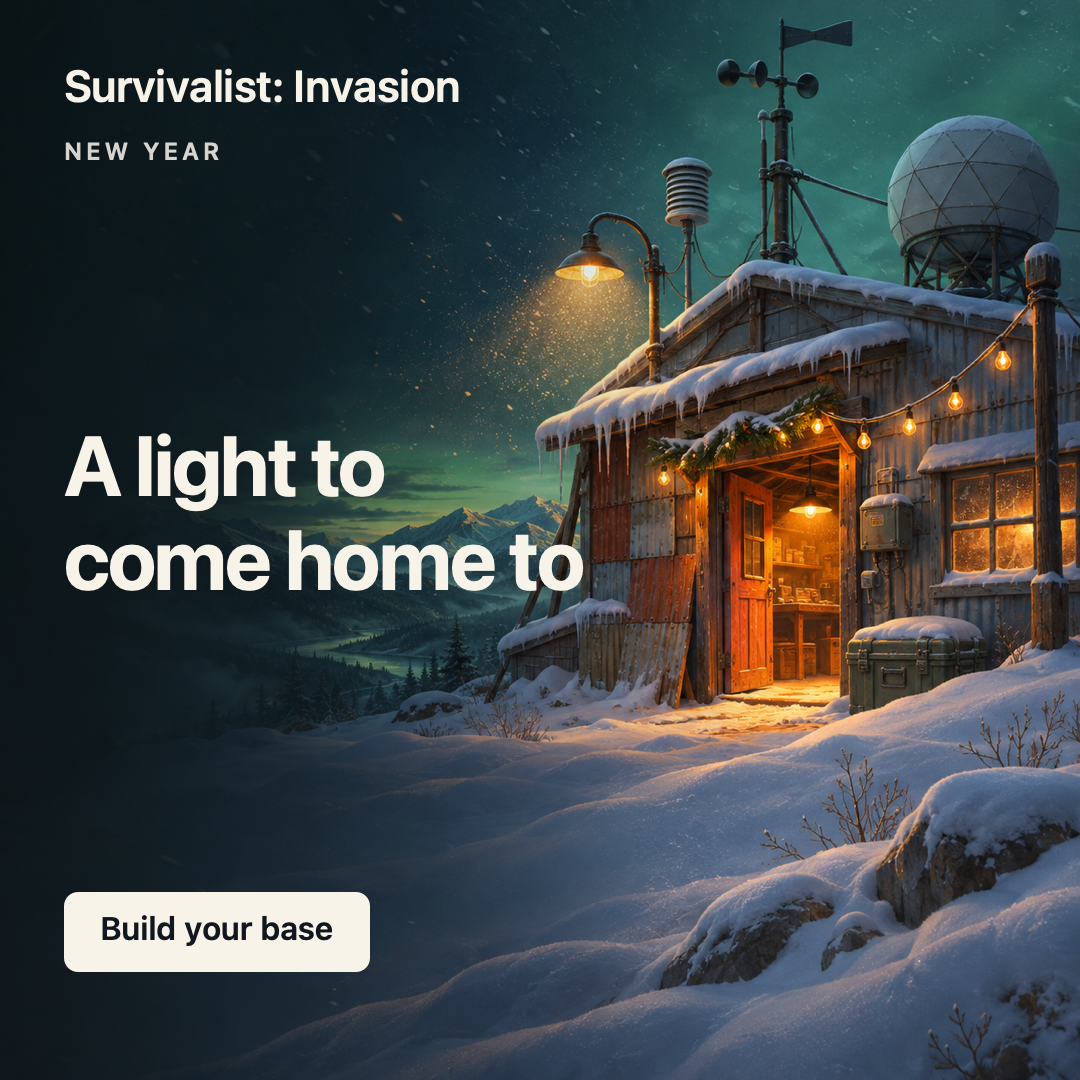 Survivalist: Invasion
NEW YEAR
A light to
come home to
Build your base